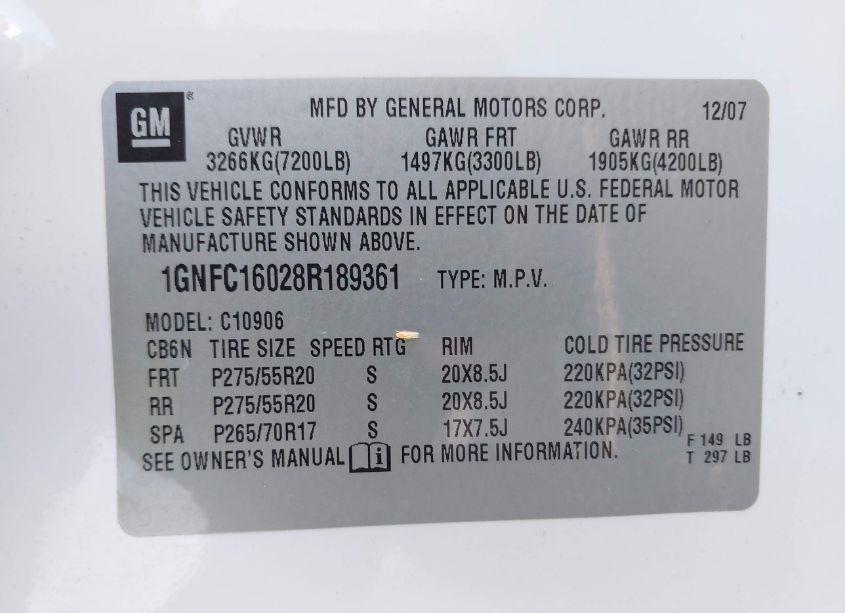 GM ® MFD BY GENERAL MOTORS CORP. 12/07
GVWR GAWR FRT GAWR RR
3266KG(7200LB) 1497KG(3300LB) 1905KG(4200LB)
THIS VEHICLE CONFORMS TO ALL APPLICABLE U.S. FEDERAL MOTOR
VEHICLE SAFETY STANDARDS IN EFFECT ON THE DATE OF
MANUFACTURE SHOWN ABOVE.
1GNFC16028R189361 TYPE: M.P.V.
MODEL: C10906
CB6N TIRE SIZE SPEED RTG RIM COLD TIRE PRESSURE
FRT P275/55R20 S 20X8.5J 220KPA(32PSI)
RR P275/55R20 S 20X8.5J 220KPA(32PSI)
SPA P265/70R17 S 17X7.5J 240KPA(35PSI)
F 149 LB
SEE OWNER'S MANUAL i FOR MORE INFORMATION. T 297 LB